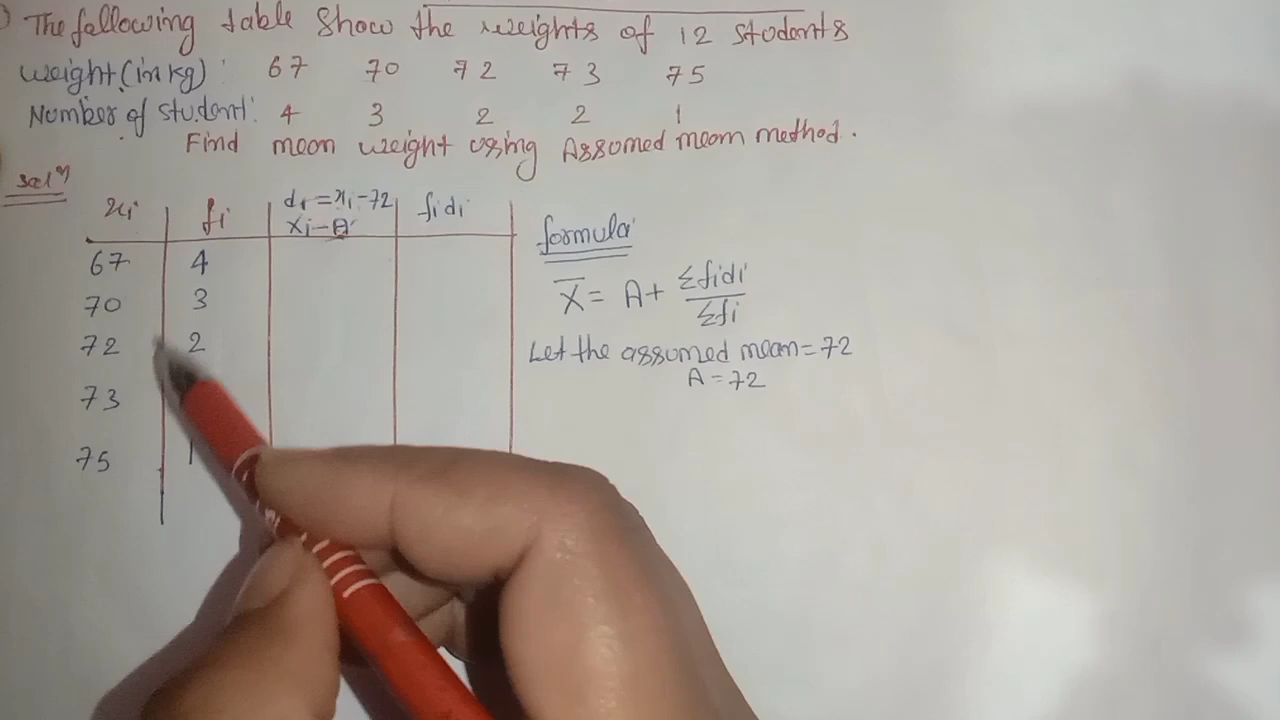 The following table Show the weights of 12 students
weight (in kg) : 67 70 72 73 75
Number of student: 4 3 2 2 1
Find mean weight using Assumed mean method.
Solⁿ
xi fi di = xi - 72 fidi
xi - A
67 4
70 3
72 2
73
75 1
formula
X̄ = A + Σfidi / Σfi
Let the assumed mean = 72
A = 72